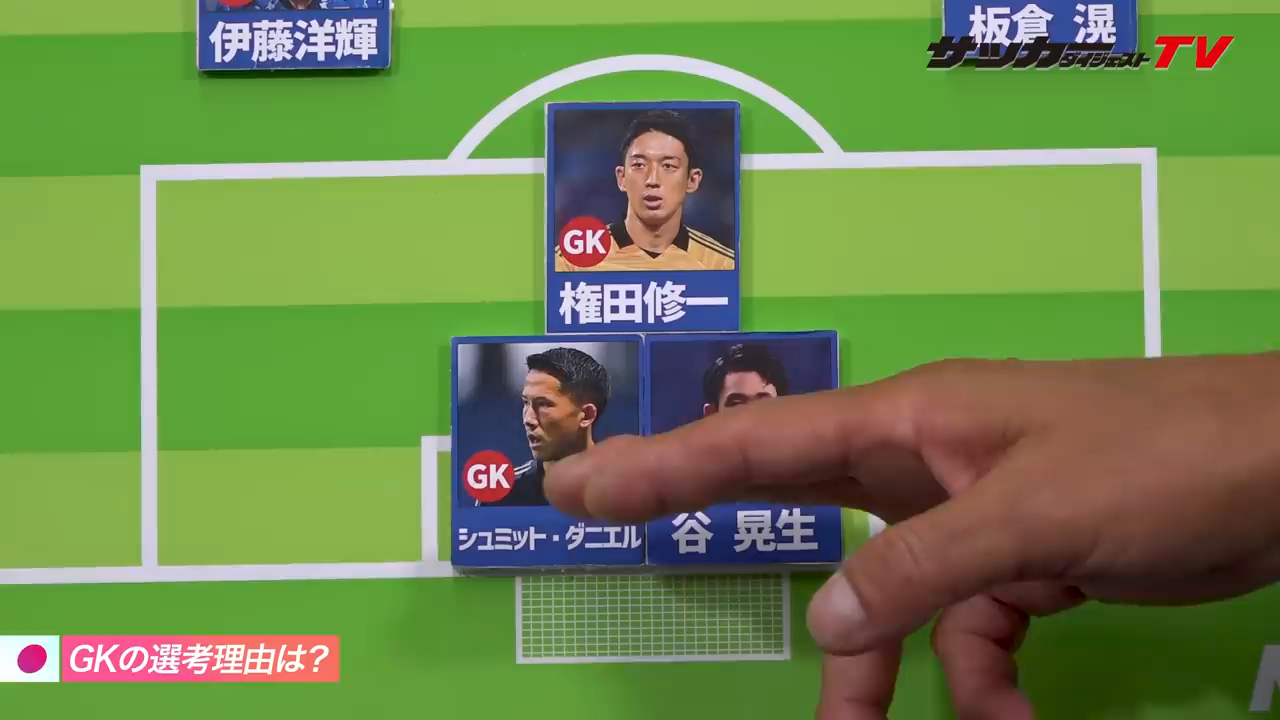 伊藤洋輝
板倉 滉
サッカーダイジェストTV
GK
権田修一
GK
シュミット・ダニエル
谷 晃生
GKの選考理由は?